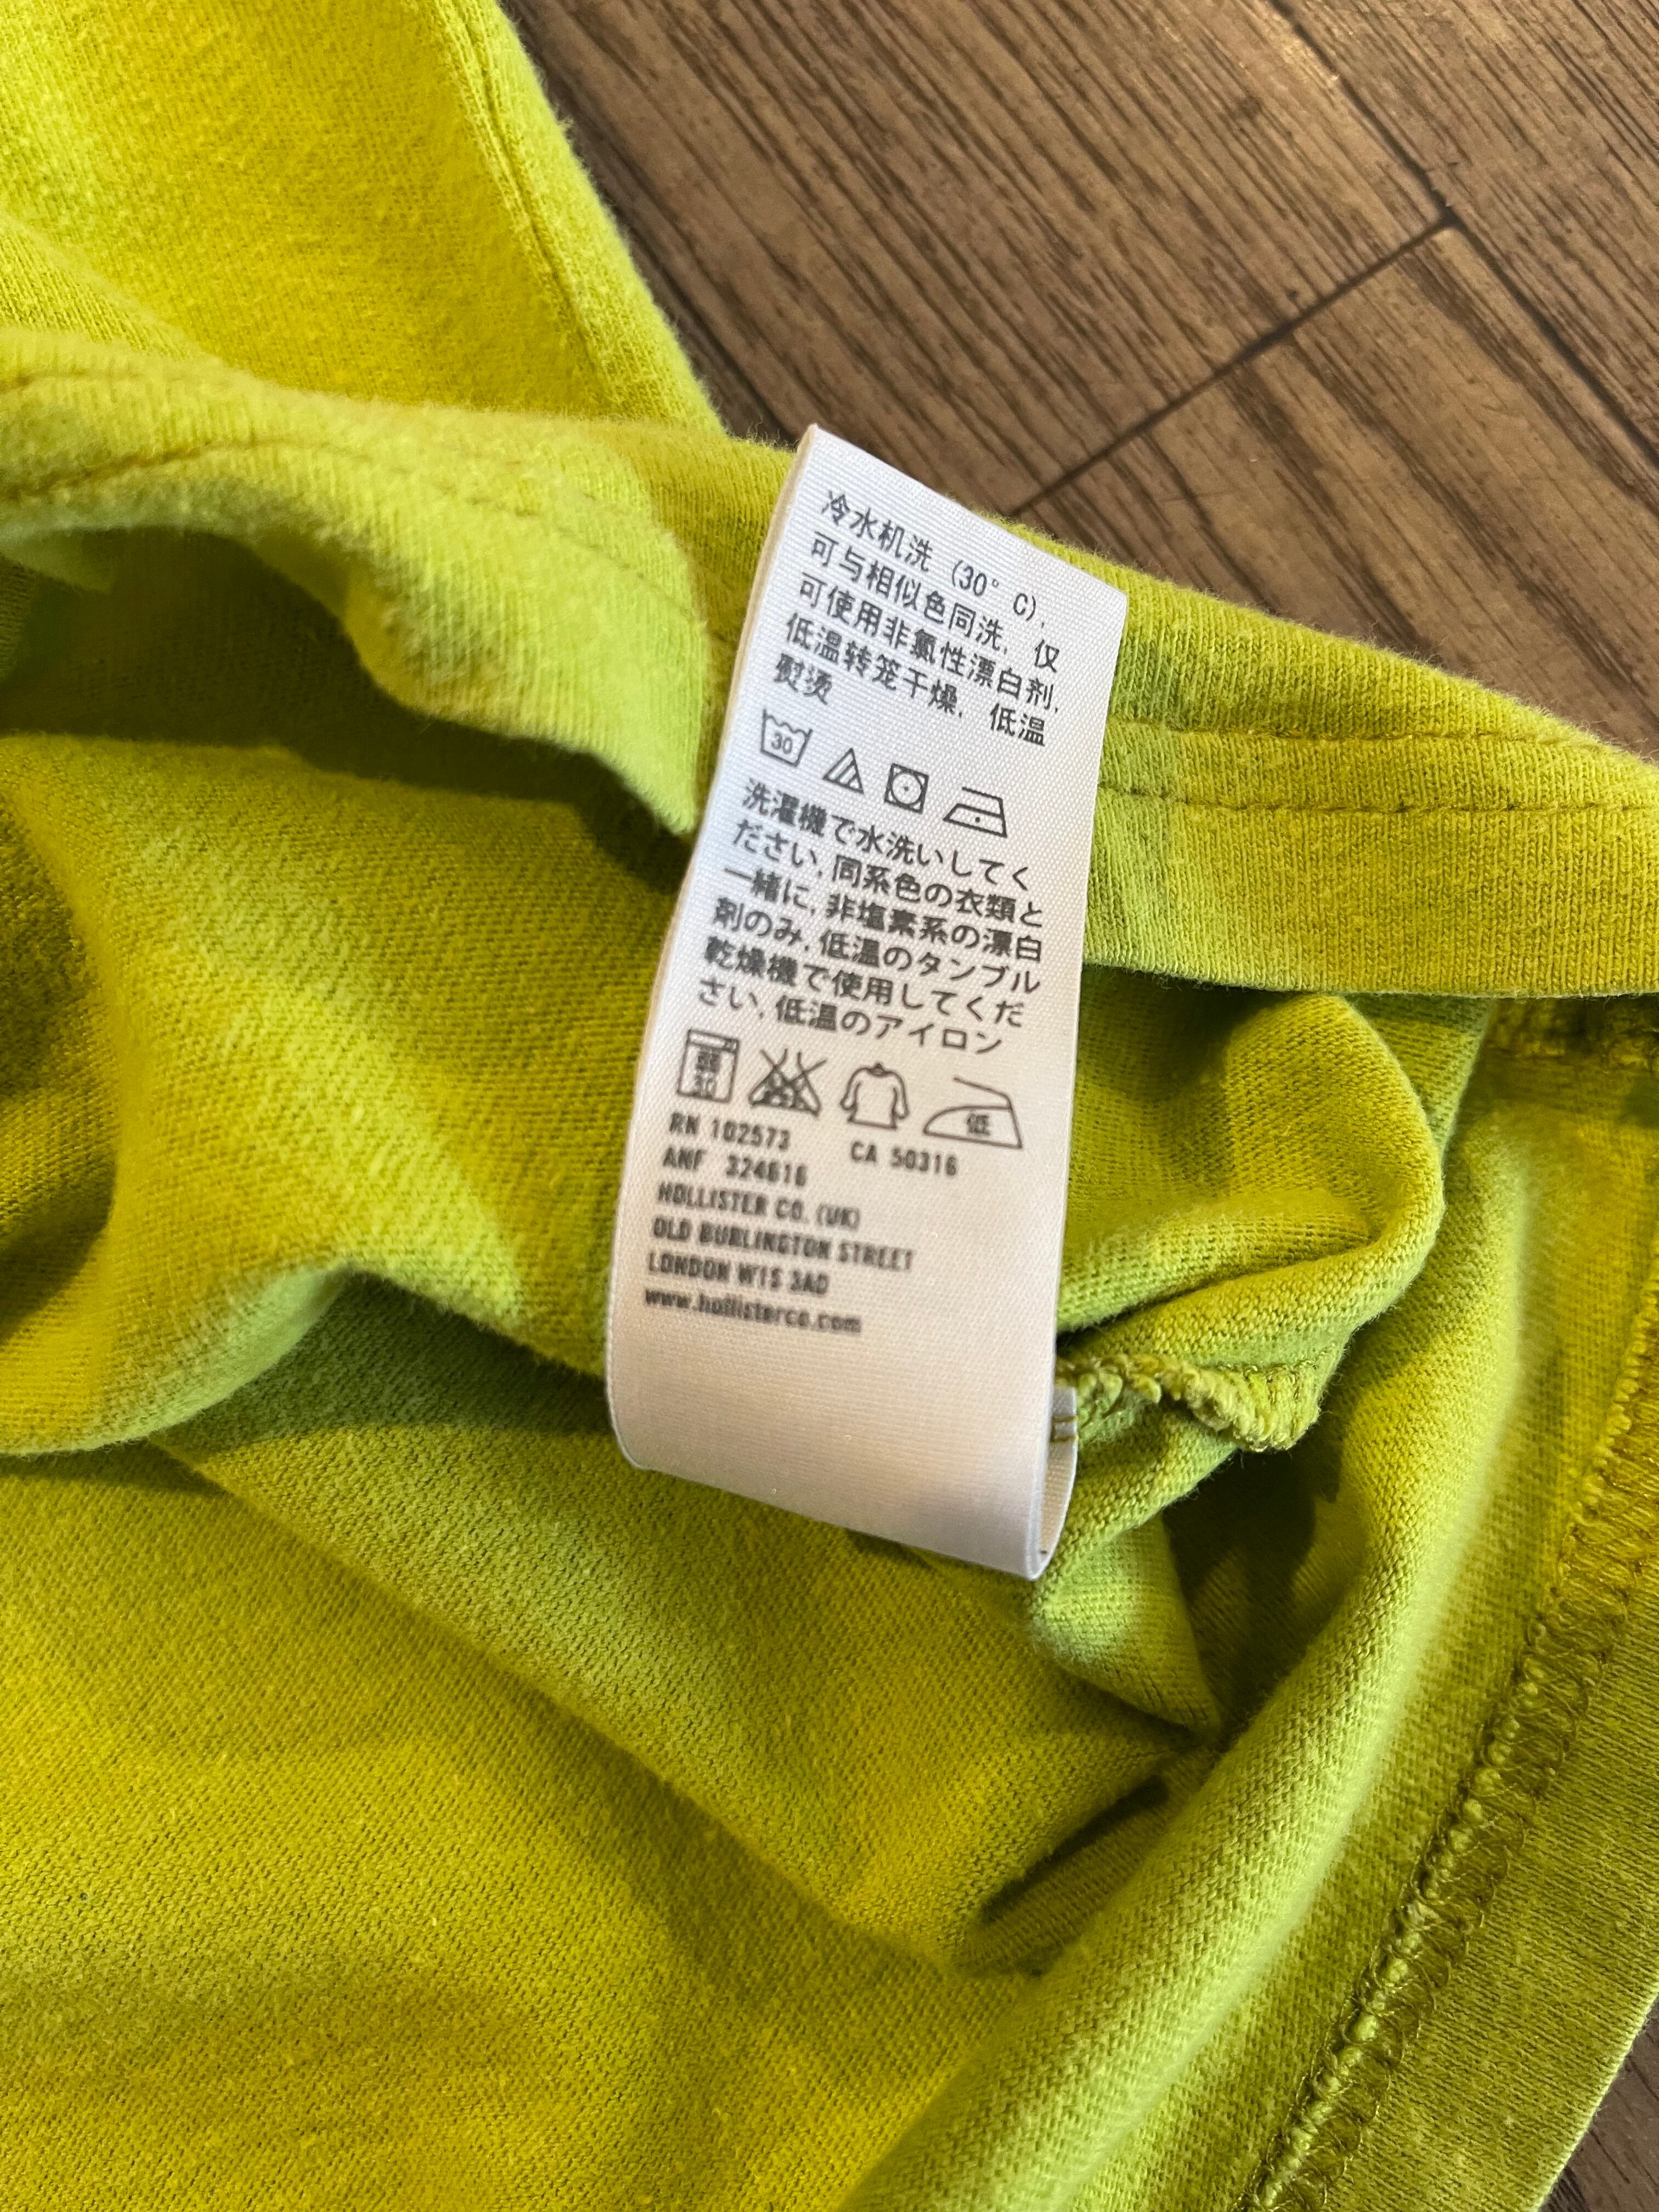 冷水机洗 (30° C),
可与相似色同洗, 仅
可使用非氯性漂白剂,
低温转笼干燥, 低温
熨烫
30
洗濯機で水洗いしてく
ださい, 同系色の衣類と
一緒に, 非塩素系の漂白
剤のみ, 低温のタンブル
乾燥機で使用してくだ
さい, 低温のアイロン
30 低
RN 102573 CA 50316
ANF 324616
HOLLISTER CO. (UK)
OLD BURLINGTON STREET
LONDON W1S 3AD
www.hollisterco.com